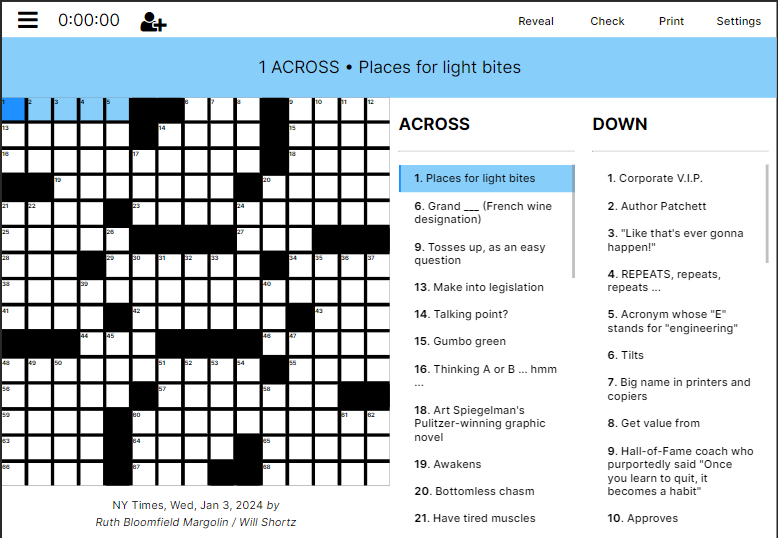 0:00:00
Reveal
Check
Print
Settings
1 ACROSS • Places for light bites
1 2 3 4 5 6 7 8 9 10 11 12
13 14 15
16 17 18
19 20
21 22 23 24
25 26 27
28 29 30 31 32 33 34 35 36 37
38 39 40
41 42 43
44 45 46 47
48 49 50 51 52 53 54 55
56 57 58
59 60 61 62
63 64 65
66 67 68
NY Times, Wed, Jan 3, 2024 by
Ruth Bloomfield Margolin / Will Shortz
ACROSS
1. Places for light bites
6. Grand ___ (French wine
designation)
9. Tosses up, as an easy
question
13. Make into legislation
14. Talking point?
15. Gumbo green
16. Thinking A or B ... hmm
...
18. Art Spiegelman's
Pulitzer-winning graphic
novel
19. Awakens
20. Bottomless chasm
21. Have tired muscles
DOWN
1. Corporate V.I.P.
2. Author Patchett
3. "Like that's ever gonna
happen!"
4. REPEATS, repeats,
repeats ...
5. Acronym whose "E"
stands for "engineering"
6. Tilts
7. Big name in printers and
copiers
8. Get value from
9. Hall-of-Fame coach who
purportedly said "Once
you learn to quit, it
becomes a habit"
10. Approves